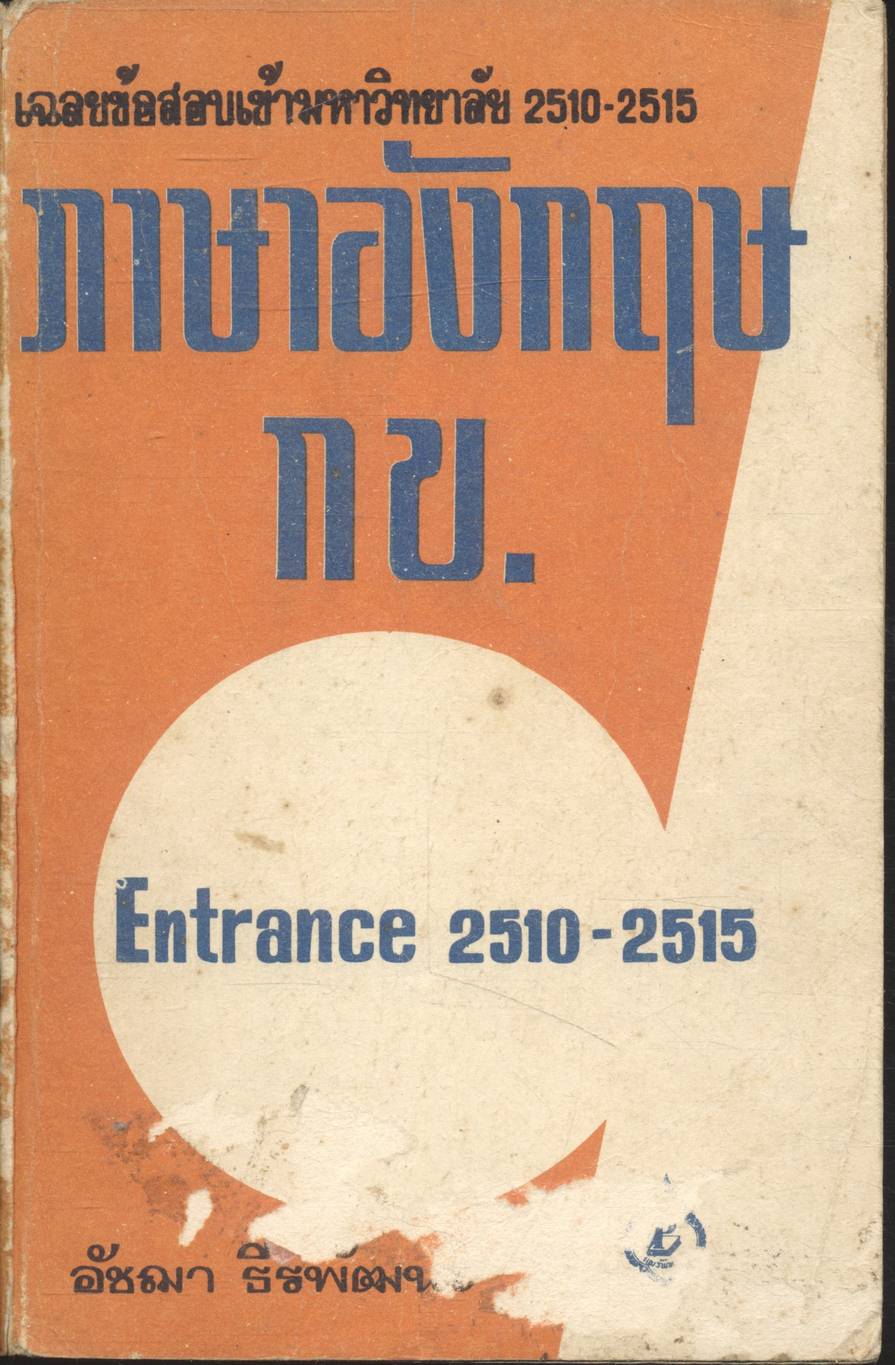 เฉลยข้อสอบเข้ามหาวิทยาลัย 2510-2515
ภาษาอังกฤษ
กข.
Entrance 2510-2515
อัชฌา